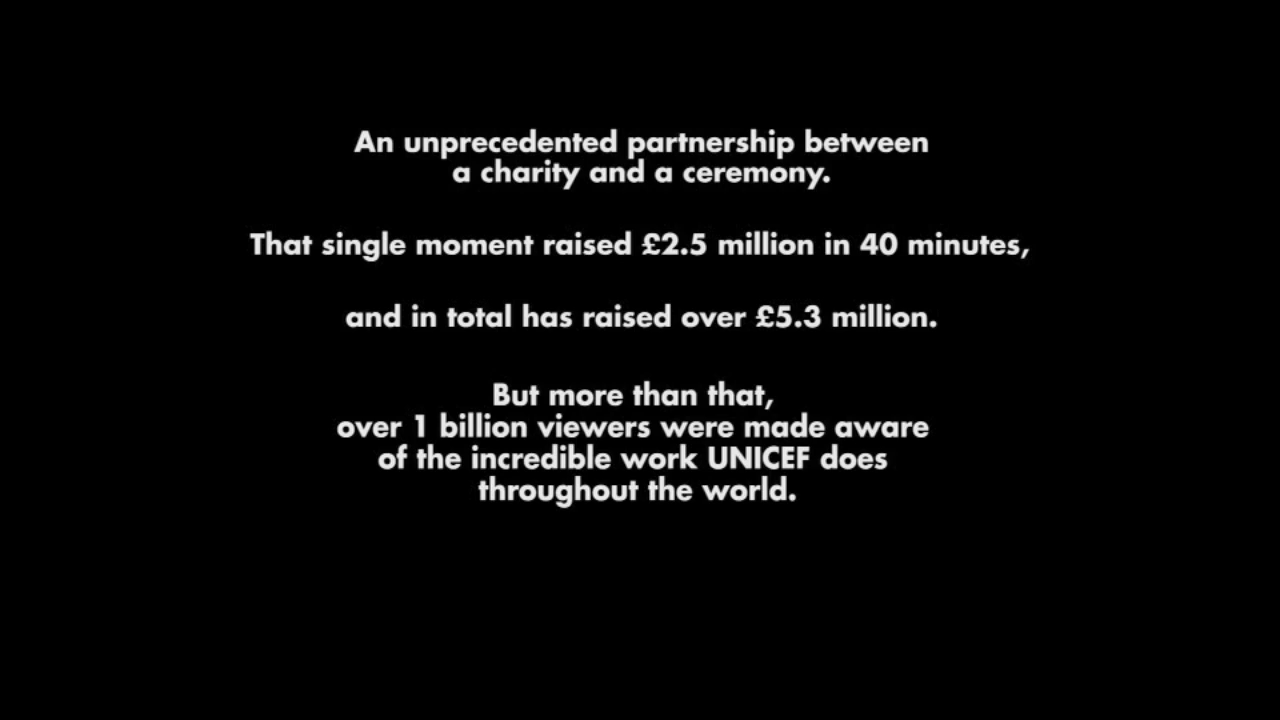 An unprecedented partnership between
a charity and a ceremony.
That single moment raised £2.5 million in 40 minutes,
and in total has raised over £5.3 million.
But more than that,
over 1 billion viewers were made aware
of the incredible work UNICEF does
throughout the world.